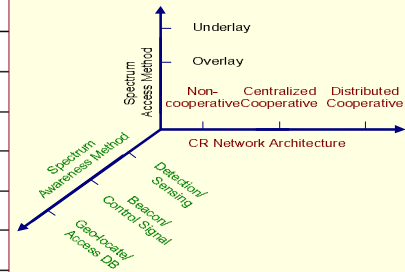 Underlay
Spectrum
Access Method
Overlay
Non-
cooperative
Centralized
Cooperative
Distributed
Cooperative
CR Network Architecture
Spectrum
Awareness Method
Detection/
Sensing
Beacon/
Control Signal
Geo-locate/
Access DB